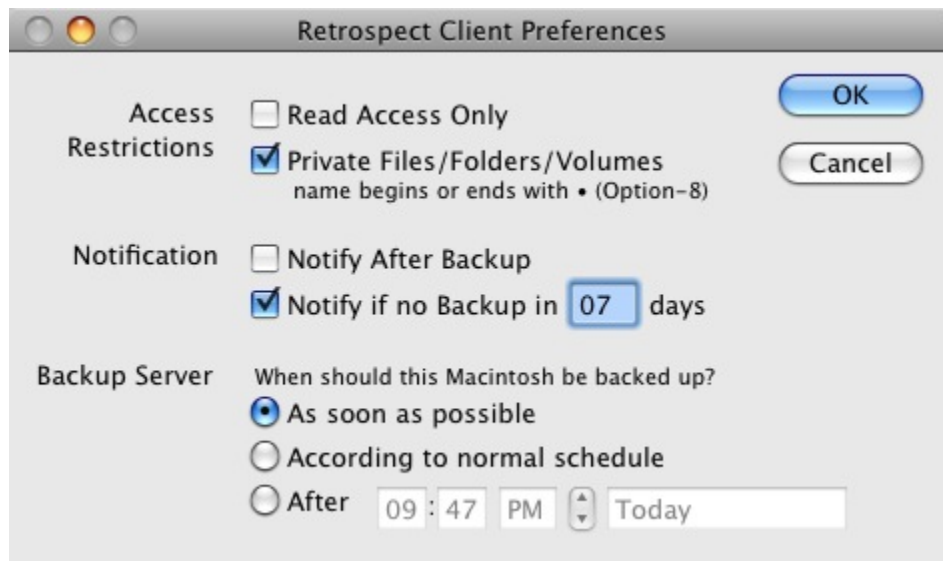 Retrospect Client Preferences
Access Restrictions
Read Access Only
Private Files/Folders/Volumes
name begins or ends with • (Option-8)
OK
Cancel
Notification
Notify After Backup
Notify if no Backup in 07 days
Backup Server
When should this Macintosh be backed up?
As soon as possible
According to normal schedule
After 09 : 47 PM Today